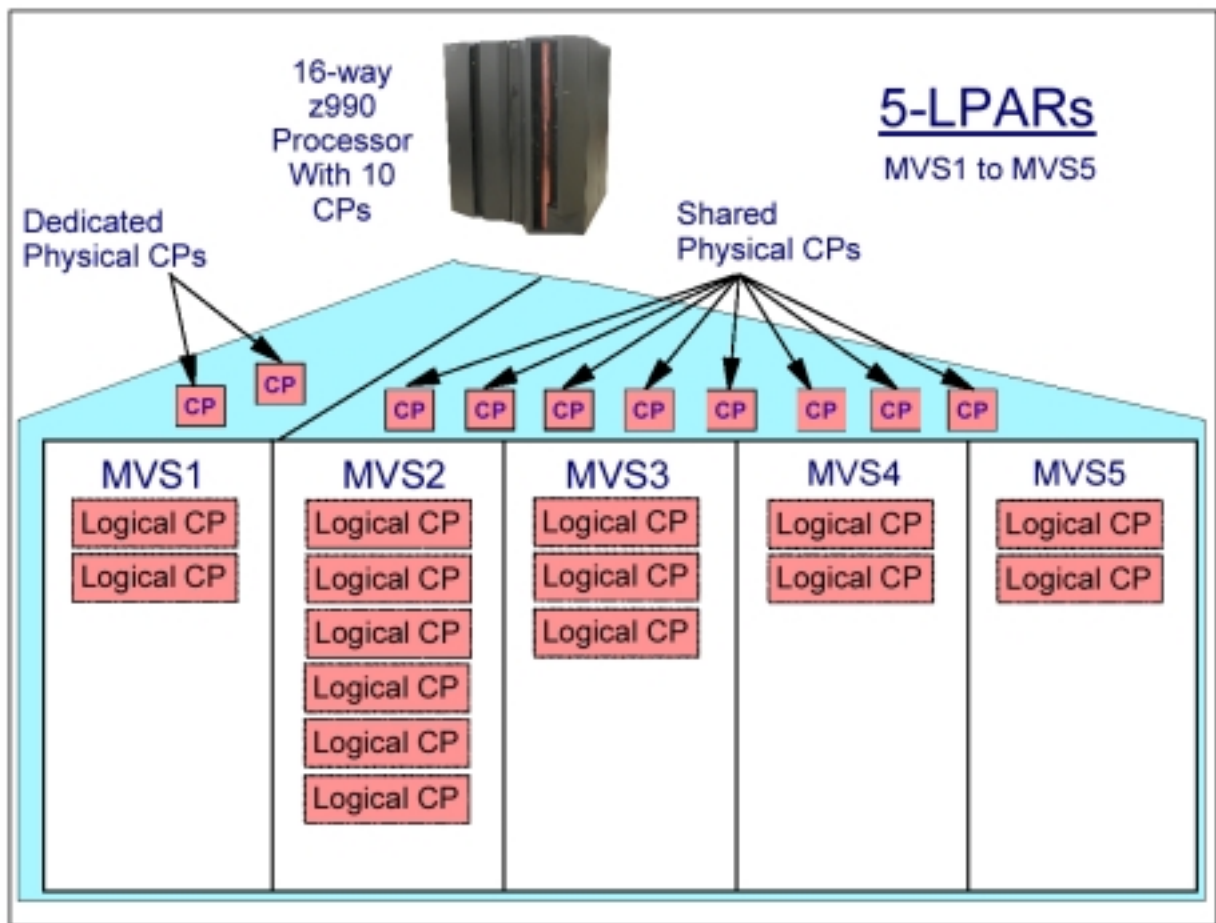 16-way
z990
Processor
With 10
CPs
5-LPARs
MVS1 to MVS5
Dedicated
Physical CPs
Shared
Physical CPs
CP
CP
CP
CP
CP
CP
CP
CP
CP
CP
MVS1
Logical CP
Logical CP
MVS2
Logical CP
Logical CP
Logical CP
Logical CP
Logical CP
Logical CP
MVS3
Logical CP
Logical CP
Logical CP
MVS4
Logical CP
Logical CP
MVS5
Logical CP
Logical CP